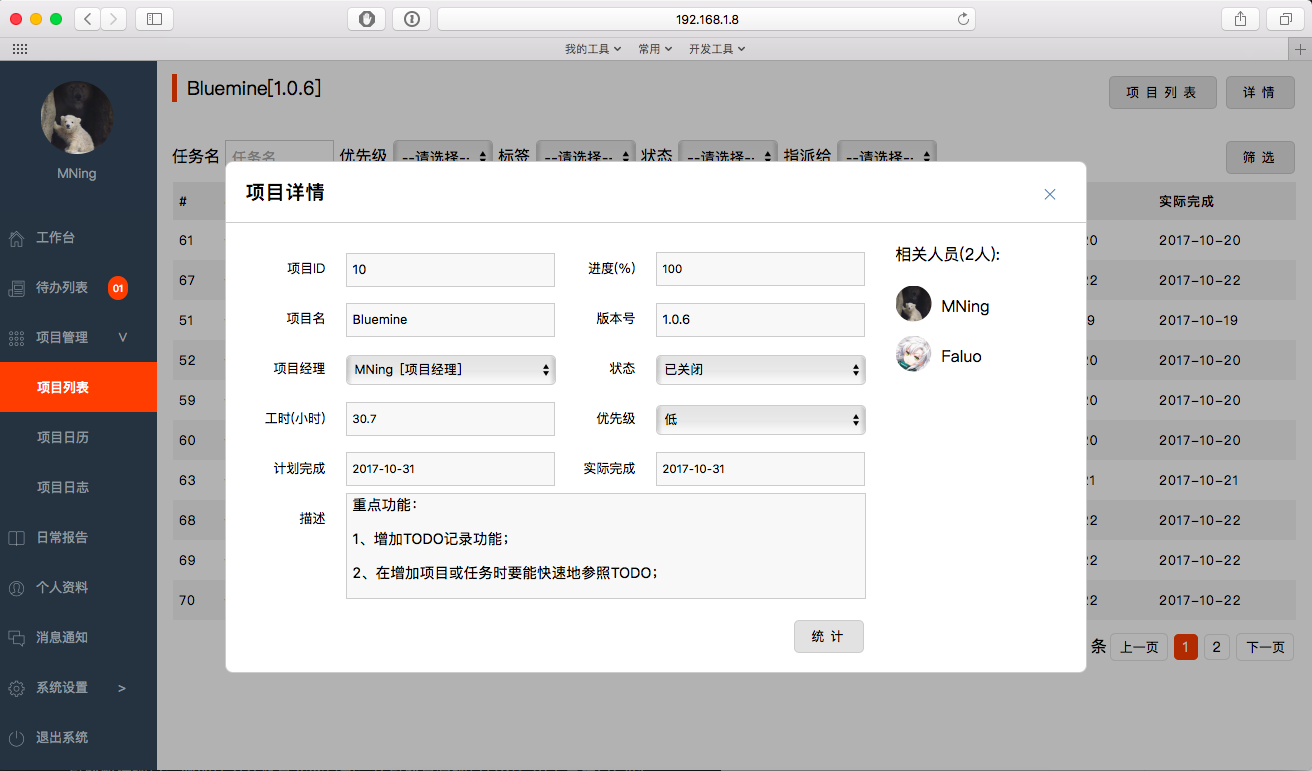 192.168.1.8
我的工具 常用 开发工具
MNing
工作台
待办列表 01
项目管理
项目列表
项目日历
项目日志
日常报告
个人资料
消息通知
系统设置 >
退出系统
Bluemine[1.0.6]
项目列表 详情
任务名 任务名 优先级 --请选择-- 标签 --请选择-- 状态 --请选择-- 指派给 --请选择-- 筛选
# 实际完成
61 2017-10-20
67 2017-10-22
51 2017-10-19
52 2017-10-20
59 2017-10-20
60 2017-10-20
63 2017-10-21
68 2017-10-22
69 2017-10-22
70 2017-10-22
条 上一页 1 2 下一页
项目详情 ×
项目ID 10 进度(%) 100
项目名 Bluemine 版本号 1.0.6
项目经理 MNing [项目经理] 状态 已关闭
工时(小时) 30.7 优先级 低
计划完成 2017-10-31 实际完成 2017-10-31
描述 重点功能：
1、增加TODO记录功能；
2、在增加项目或任务时要能快速地参照TODO；
相关人员(2人):
MNing
Faluo
统计